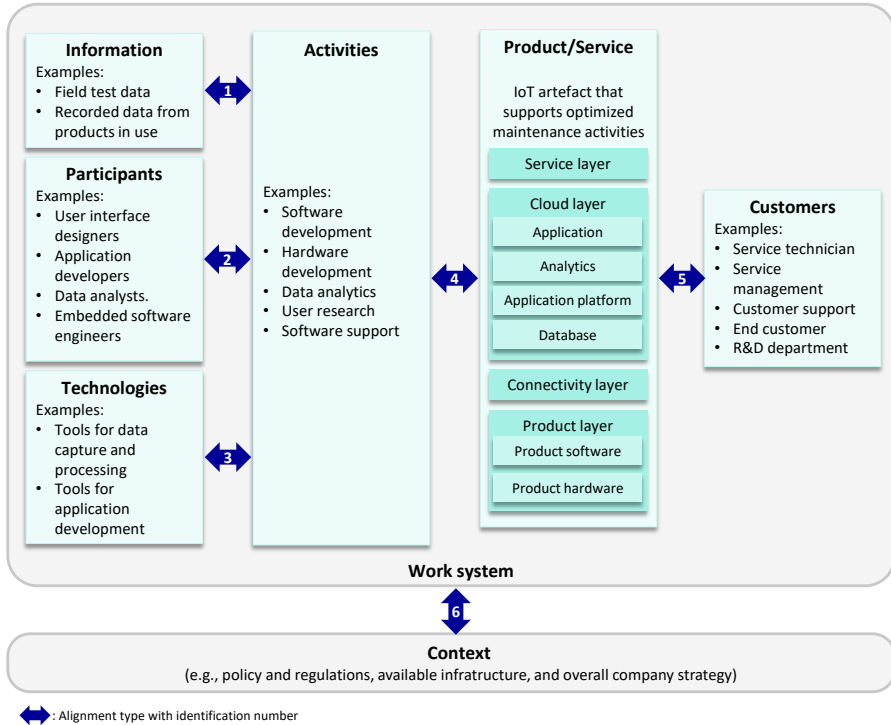 Information
Examples:
• Field test data
• Recorded data from
products in use
1
Participants
Examples:
• User interface
designers
• Application
developers
• Data analysts.
• Embedded software
engineers
2
Technologies
Examples:
• Tools for data
capture and
processing
• Tools for
application
development
3
Activities
Examples:
• Software
development
• Hardware
development
• Data analytics
• User research
• Software support
4
Product/Service
IoT artefact that
supports optimized
maintenance activities
Service layer
Cloud layer
Application
Analytics
Application platform
Database
Connectivity layer
Product layer
Product software
Product hardware
5
Customers
Examples:
• Service technician
• Service
management
• Customer support
• End customer
• R&D department
Work system
6
Context
(e.g., policy and regulations, available infratructure, and overall company strategy)
: Alignment type with identification number